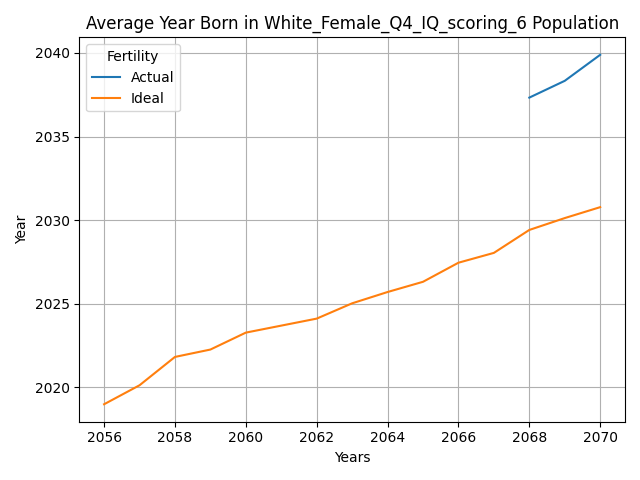 Average Year Born in White_Female_Q4_IQ_scoring_6 Population
Fertility
Actual
Ideal
2040
2035
2030
2025
2020
Year
2056 2058 2060 2062 2064 2066 2068 2070
Years